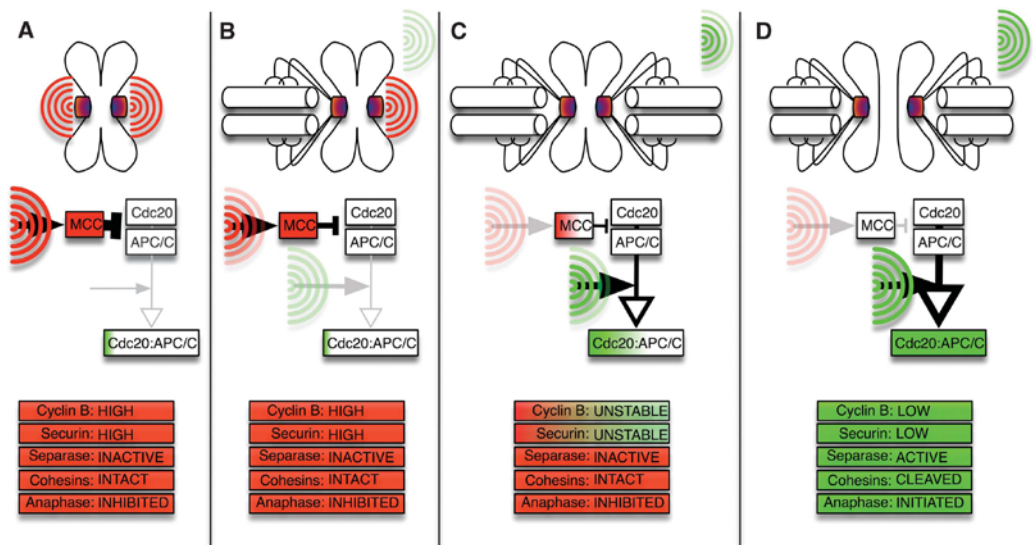 A
B
C
D
MCC
Cdc20
APC/C
Cdc20:APC/C
MCC
Cdc20
APC/C
Cdc20:APC/C
MCC
Cdc20
APC/C
Cdc20:APC/C
MCC
Cdc20
APC/C
Cdc20:APC/C
Cyclin B: HIGH
Securin: HIGH
Separase: INACTIVE
Cohesins: INTACT
Anaphase: INHIBITED
Cyclin B: HIGH
Securin: HIGH
Separase: INACTIVE
Cohesins: INTACT
Anaphase: INHIBITED
Cyclin B: UNSTABLE
Securin: UNSTABLE
Separase: INACTIVE
Cohesins: INTACT
Anaphase: INHIBITED
Cyclin B: LOW
Securin: LOW
Separase: ACTIVE
Cohesins: CLEAVED
Anaphase: INITIATED